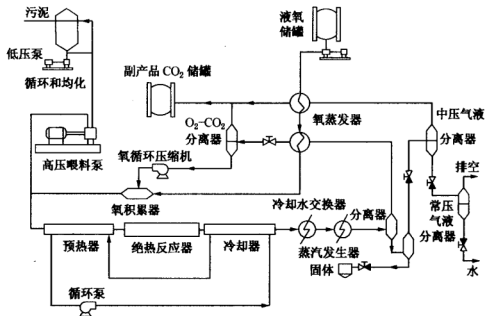 污泥
低压泵
循环和均化
高压喂料泵
液氧
储罐
副产品 CO₂ 储罐
氧蒸发器
O₂-CO₂
分离器
氧循环压缩机
氧积累器
中压气液
分离器
排空
常压
气液
分离器
水
冷却水交换器
分离器
预热器
绝热反应器
冷却器
蒸汽发生器
固体
循环泵